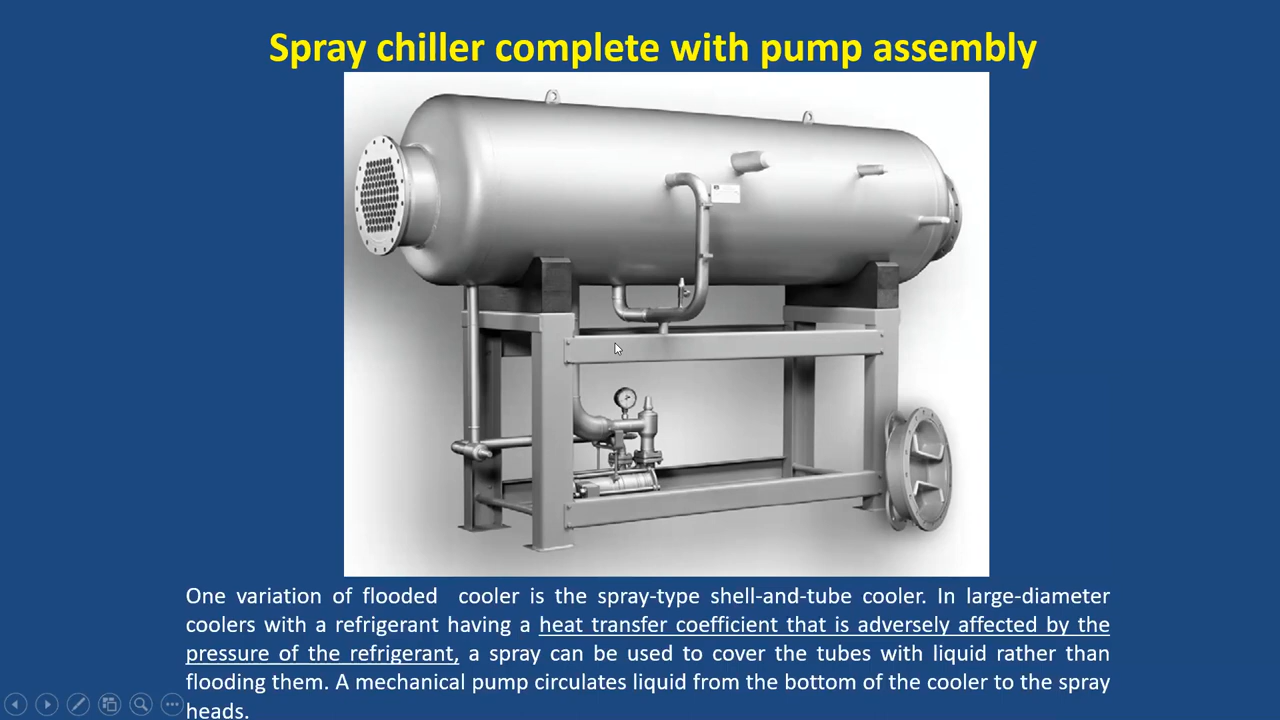 Spray chiller complete with pump assembly
One variation of flooded cooler is the spray-type shell-and-tube cooler. In large-diameter
coolers with a refrigerant having a heat transfer coefficient that is adversely affected by the
pressure of the refrigerant, a spray can be used to cover the tubes with liquid rather than
flooding them. A mechanical pump circulates liquid from the bottom of the cooler to the spray
heads.